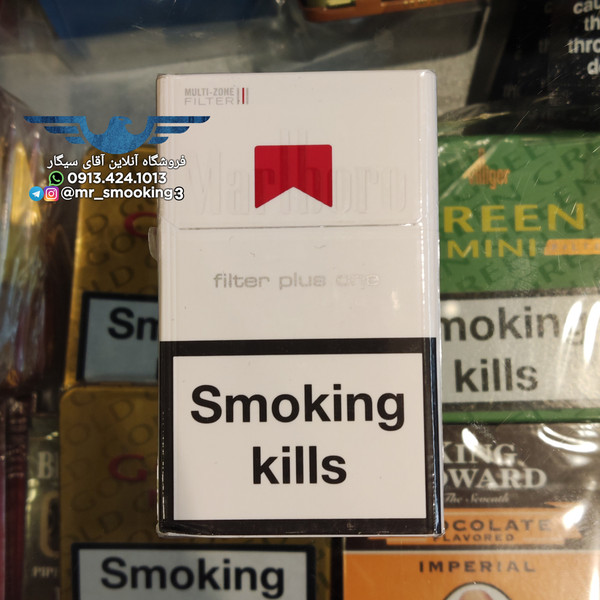 MULTI-ZONE
FILTER
فروشگاه آنلاین آقای سیگار
0913.424.1013
@mr_smooking3
Marlboro
filter plus one
Smoking
kills
GREEN
MINI
Smoking
kills
KING
EDWARD
The Seventh
CHOCOLATE
FLAVORED
IMPERIAL
Smoking